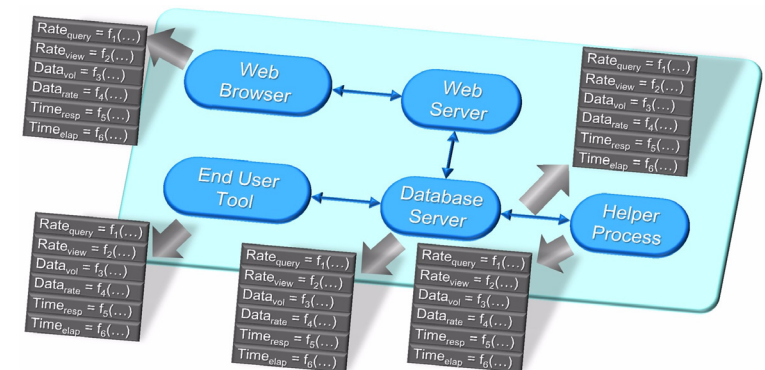 Rate_query = f_1(...)
Rate_view = f_2(...)
Data_vol = f_3(...)
Data_rate = f_4(...)
Time_resp = f_5(...)
Time_elap = f_6(...)
Web
Browser
Web
Server
Rate_query = f_1(...)
Rate_view = f_2(...)
Data_vol = f_3(...)
Data_rate = f_4(...)
Time_resp = f_5(...)
Time_elap = f_6(...)
End User
Tool
Database
Server
Helper
Process
Rate_query = f_1(...)
Rate_view = f_2(...)
Data_vol = f_3(...)
Data_rate = f_4(...)
Time_resp = f_5(...)
Time_elap = f_6(...)
Rate_query = f_1(...)
Rate_view = f_2(...)
Data_vol = f_3(...)
Data_rate = f_4(...)
Time_resp = f_5(...)
Time_elap = f_6(...)
Rate_query = f_1(...)
Rate_view = f_2(...)
Data_vol = f_3(...)
Data_rate = f_4(...)
Time_resp = f_5(...)
Time_elap = f_6(...)